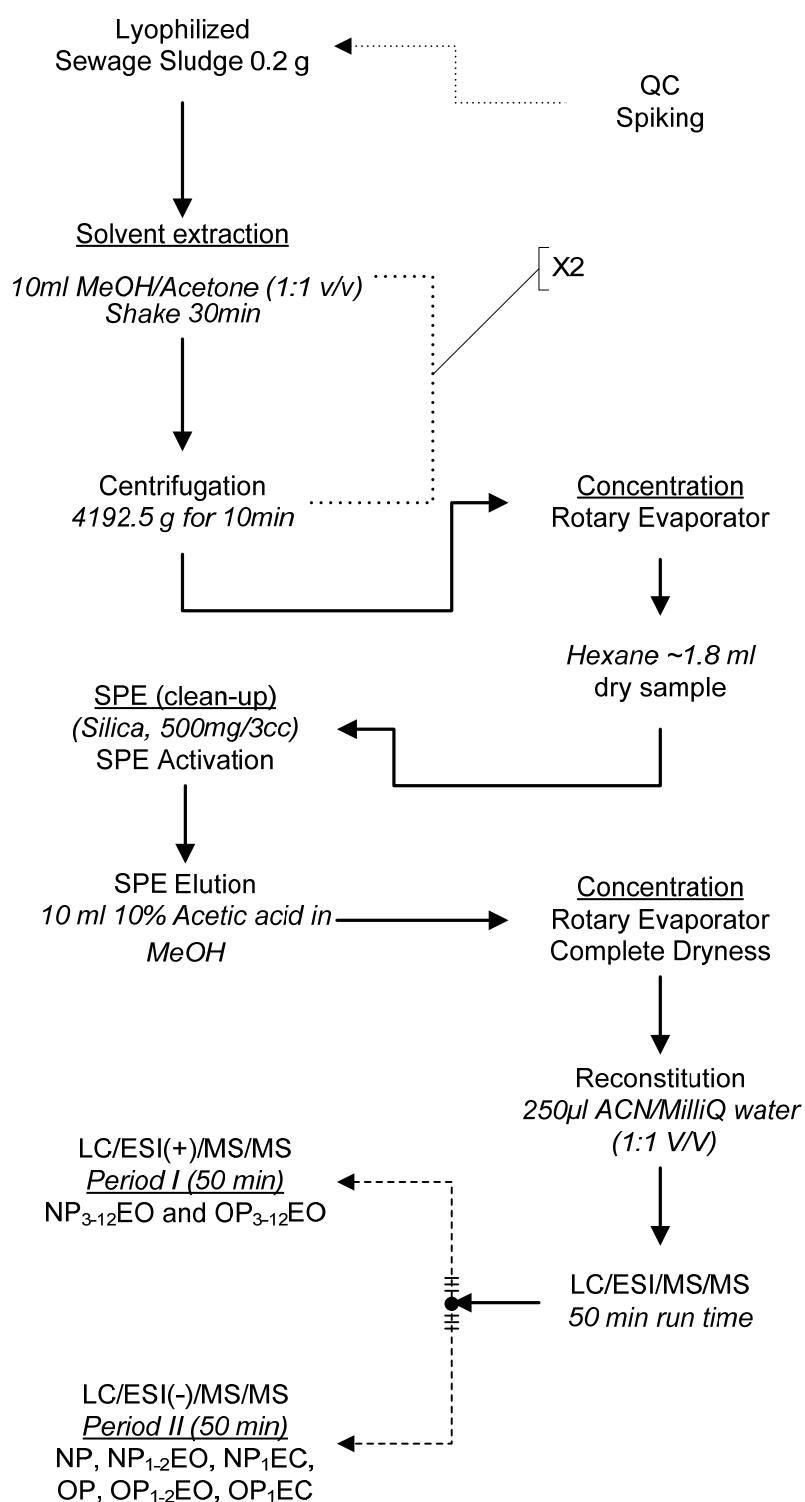 Lyophilized
Sewage Sludge 0.2 g
QC
Spiking
Solvent extraction
10ml MeOH/Acetone (1:1 v/v)
Shake 30min
X2
Centrifugation
4192.5 g for 10min
Concentration
Rotary Evaporator
Hexane ~1.8 ml
dry sample
SPE (clean-up)
(Silica, 500mg/3cc)
SPE Activation
SPE Elution
10 ml 10% Acetic acid in
MeOH
Concentration
Rotary Evaporator
Complete Dryness
Reconstitution
250µl ACN/MilliQ water
(1:1 V/V)
LC/ESI/MS/MS
50 min run time
LC/ESI(+)/MS/MS
Period I (50 min)
NP₃₋₁₂EO and OP₃₋₁₂EO
LC/ESI(-)/MS/MS
Period II (50 min)
NP, NP₁₋₂EO, NP₁EC,
OP, OP₁₋₂EO, OP₁EC